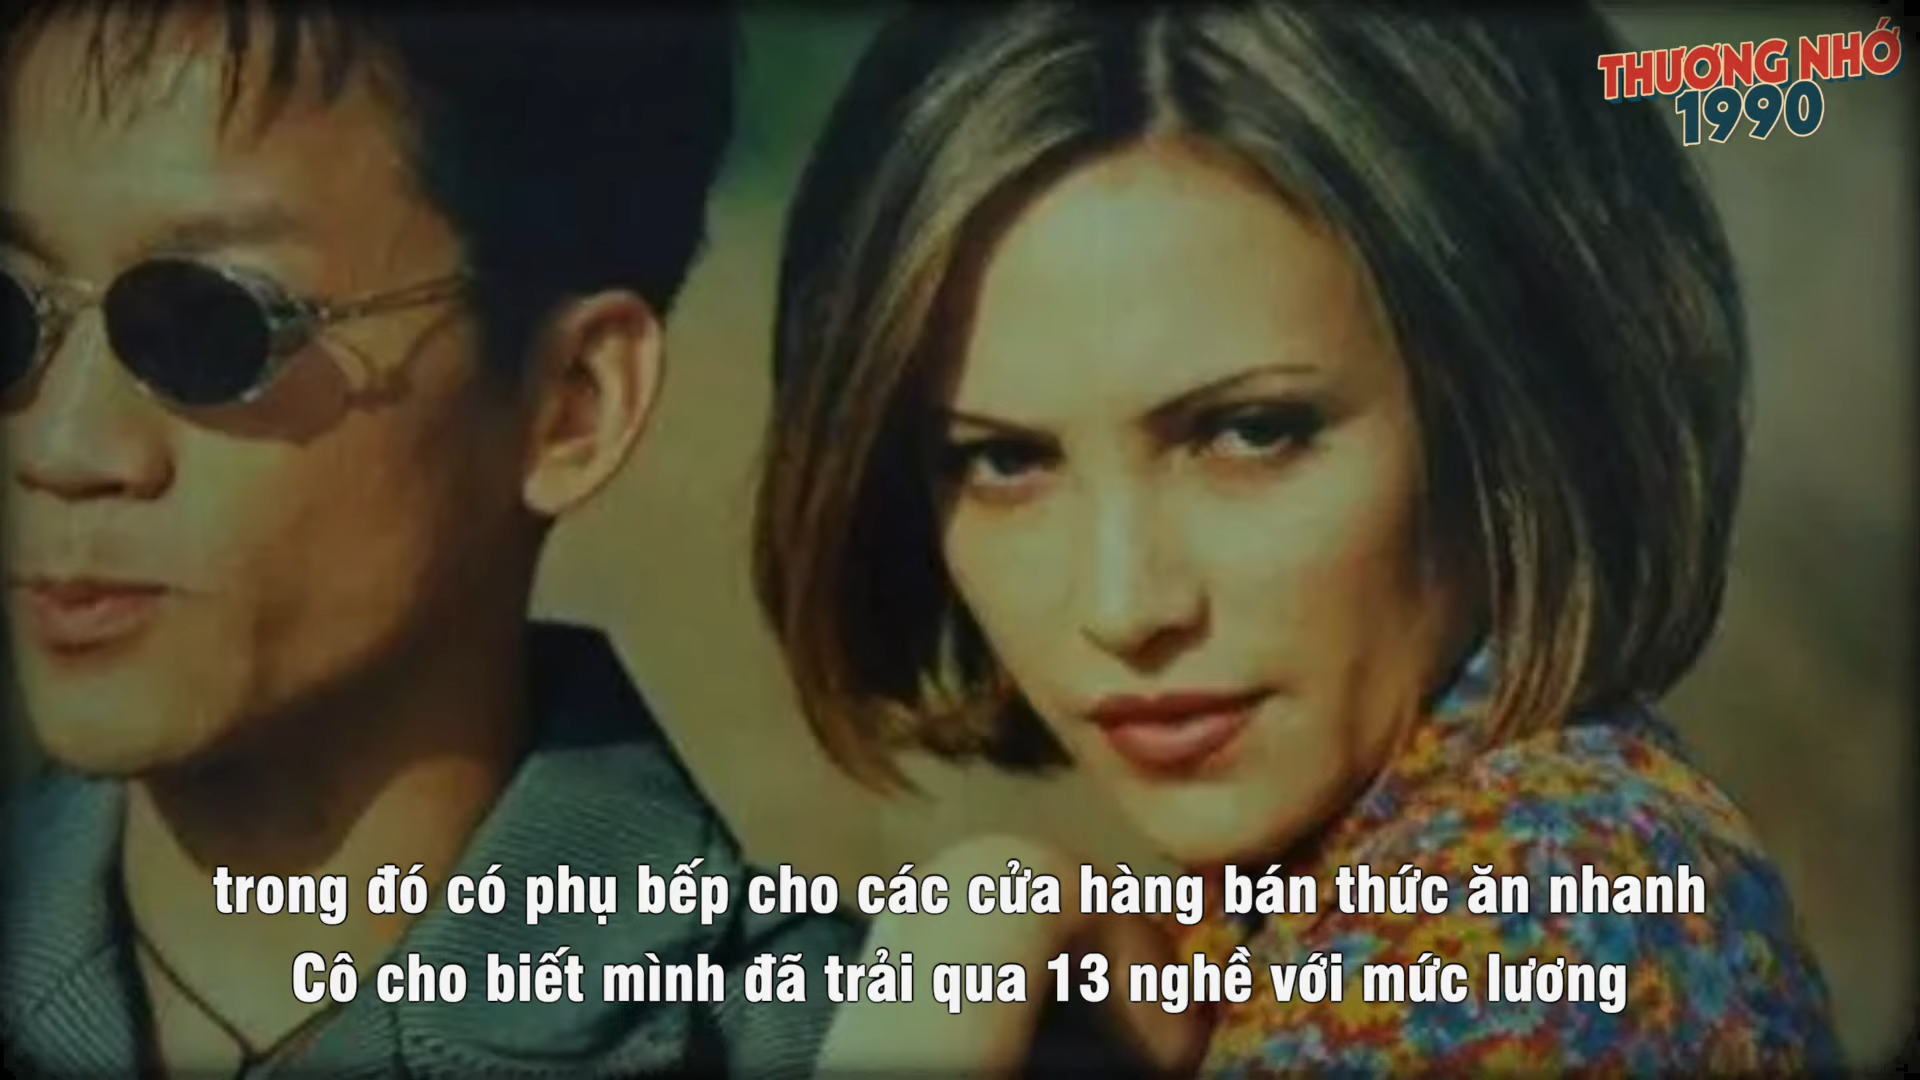 THƯƠNG NHỚ
1990
trong đó có phụ bếp cho các cửa hàng bán thức ăn nhanh
Cô cho biết mình đã trải qua 13 nghề với mức lương